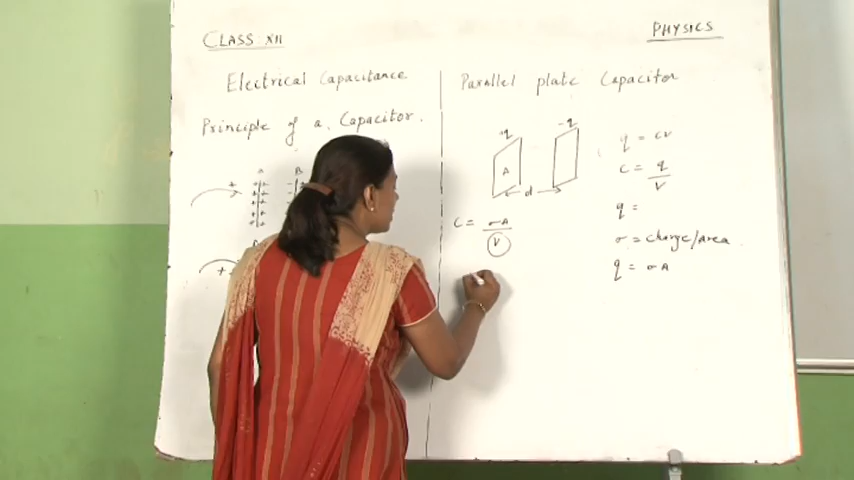 CLASS XII
PHYSICS
Electrical Capacitance
Principle of a Capacitor.
A B
+
+
Parallel plate Capacitor
+q -q
A
d
q = CV
C = q
V
q =
σ = charge/area
q = σA
C = σA
V